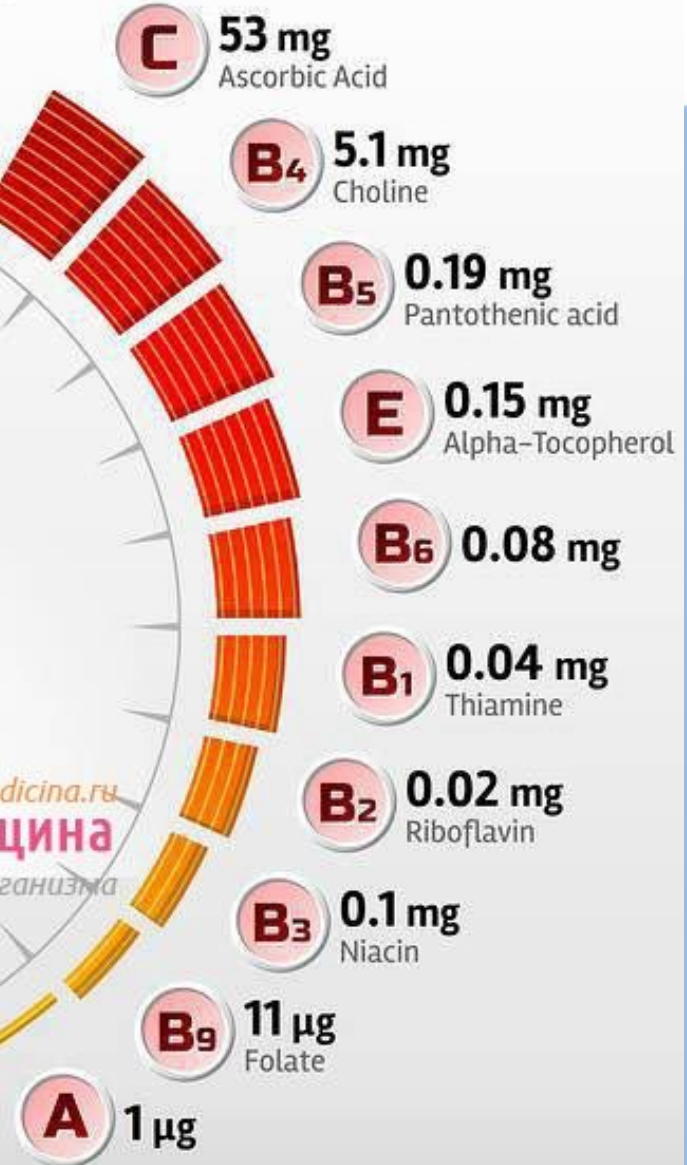 C 53 mg
Ascorbic Acid
B4 5.1 mg
Choline
B5 0.19 mg
Pantothenic acid
E 0.15 mg
Alpha-Tocopherol
B6 0.08 mg
B1 0.04 mg
Thiamine
dicina.ru
B2 0.02 mg
Riboflavin
щина
ганизма
B3 0.1 mg
Niacin
B9 11 µg
Folate
A 1 µg